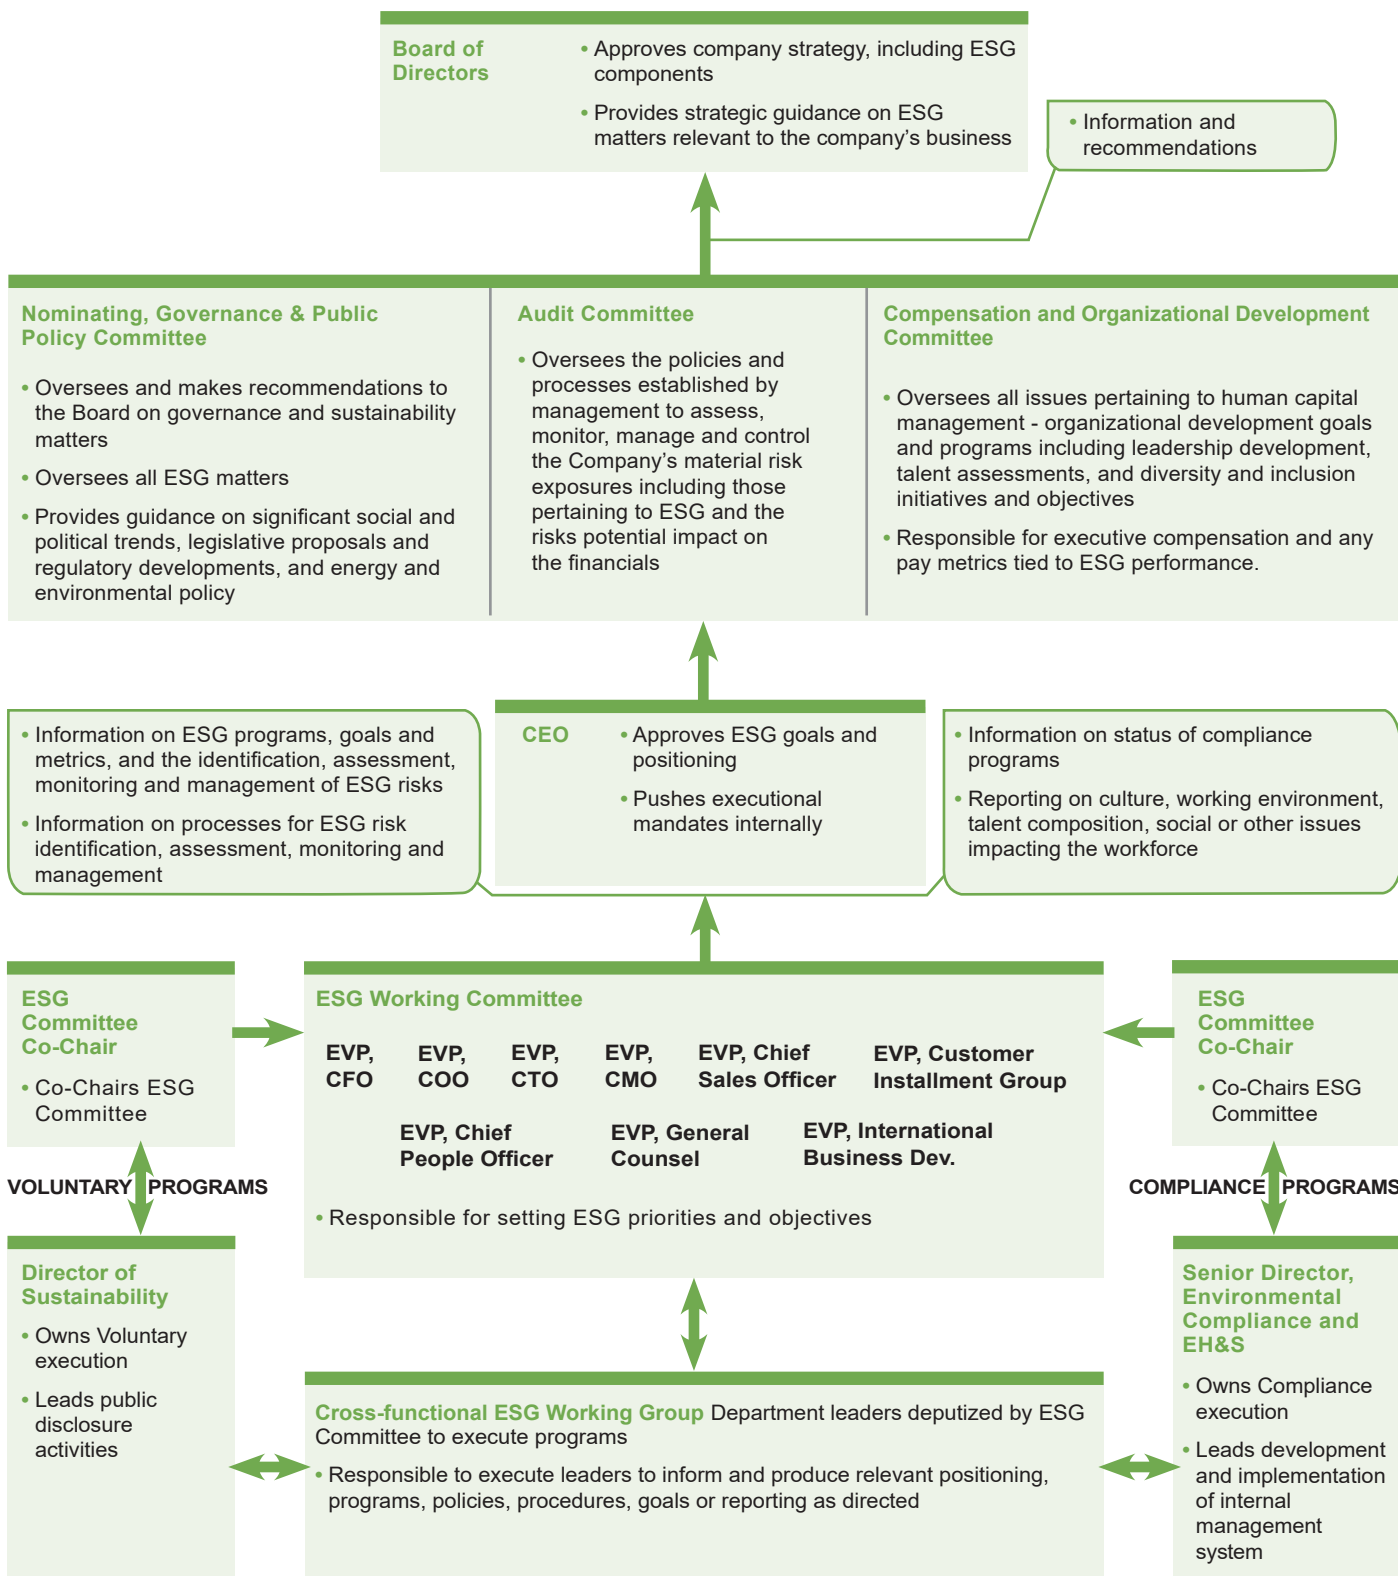 Board of
Directors
• Approves company strategy, including ESG
components
• Provides strategic guidance on ESG
matters relevant to the company’s business
• Information and
recommendations
Nominating, Governance & Public
Policy Committee
• Oversees and makes recommendations to
the Board on governance and sustainability
matters
• Oversees all ESG matters
• Provides guidance on significant social and
political trends, legislative proposals and
regulatory developments, and energy and
environmental policy
Audit Committee
• Oversees the policies and
processes established by
management to assess,
monitor, manage and control
the Company’s material risk
exposures including those
pertaining to ESG and the
risks potential impact on
the financials
Compensation and Organizational Development
Committee
• Oversees all issues pertaining to human capital
management - organizational development goals
and programs including leadership development,
talent assessments, and diversity and inclusion
initiatives and objectives
• Responsible for executive compensation and any
pay metrics tied to ESG performance.
• Information on ESG programs, goals and
metrics, and the identification, assessment,
monitoring and management of ESG risks
• Information on processes for ESG risk
identification, assessment, monitoring and
management
CEO
• Approves ESG goals and
positioning
• Pushes executional
mandates internally
• Information on status of compliance
programs
• Reporting on culture, working environment,
talent composition, social or other issues
impacting the workforce
ESG
Committee
Co-Chair
• Co-Chairs ESG
Committee
ESG Working Committee
EVP,
CFO
EVP,
COO
EVP,
CTO
EVP,
CMO
EVP, Chief
Sales Officer
EVP, Customer
Installment Group
EVP, Chief
People Officer
EVP, General
Counsel
EVP, International
Business Dev.
• Responsible for setting ESG priorities and objectives
ESG
Committee
Co-Chair
• Co-Chairs ESG
Committee
VOLUNTARY PROGRAMS
COMPLIANCE PROGRAMS
Director of
Sustainability
• Owns Voluntary
execution
• Leads public
disclosure
activities
Cross-functional ESG Working Group Department leaders deputized by ESG
Committee to execute programs
• Responsible to execute leaders to inform and produce relevant positioning,
programs, policies, procedures, goals or reporting as directed
Senior Director,
Environmental
Compliance and
EH&S
• Owns Compliance
execution
• Leads development
and implementation
of internal
management
system